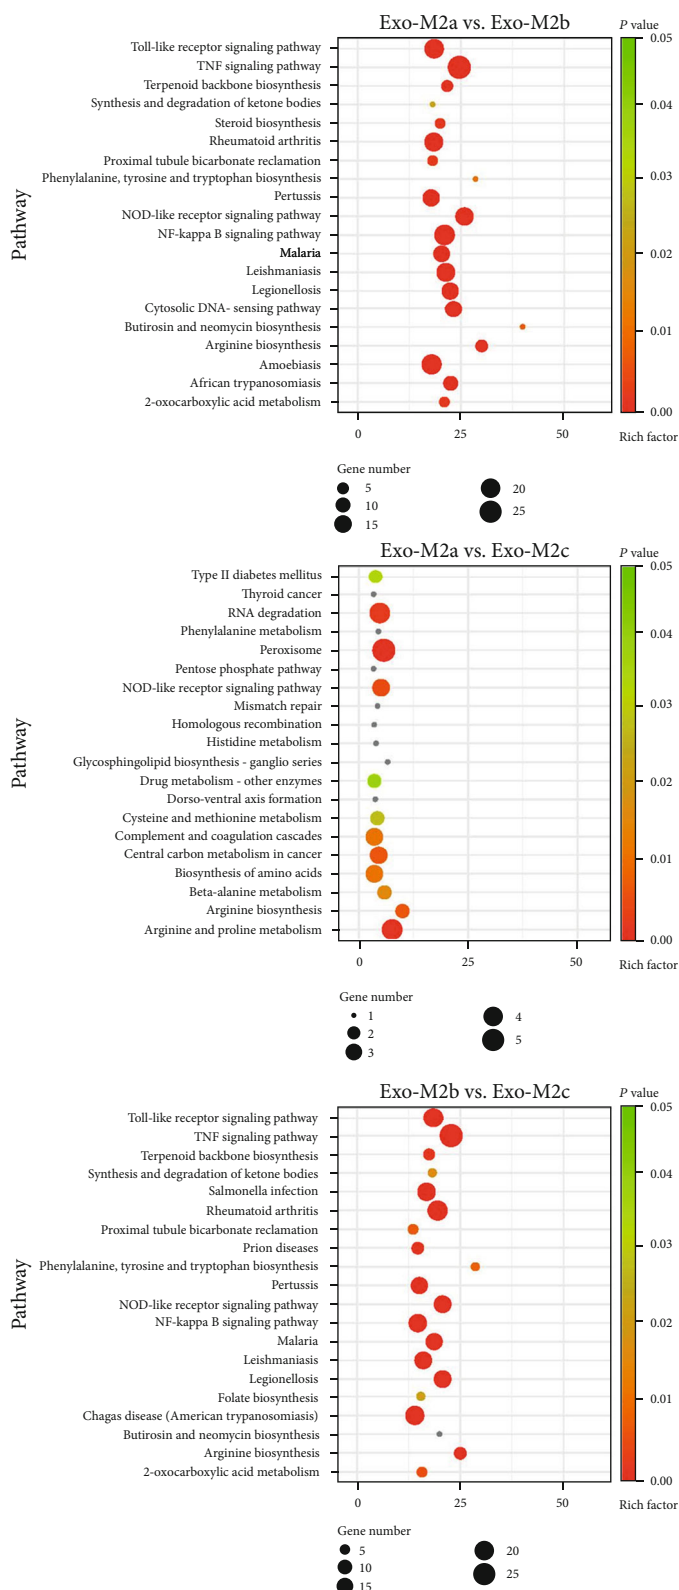 Exo-M2a vs. Exo-M2b
P value
Pathway
Toll-like receptor signaling pathway
TNF signaling pathway
Terpenoid backbone biosynthesis
Synthesis and degradation of ketone bodies
Steroid biosynthesis
Rheumatoid arthritis
Proximal tubule bicarbonate reclamation
Phenylalanine, tyrosine and tryptophan biosynthesis
Pertussis
NOD-like receptor signaling pathway
NF-kappa B signaling pathway
Malaria
Leishmaniasis
Legionellosis
Cytosolic DNA- sensing pathway
Butirosin and neomycin biosynthesis
Arginine biosynthesis
Amoebiasis
African trypanosomiasis
2-oxocarboxylic acid metabolism
0.05
0.04
0.03
0.02
0.01
0.00
0 25 50
Rich factor
Gene number
5
10
15
20
25
Exo-M2a vs. Exo-M2c
P value
Pathway
Type II diabetes mellitus
Thyroid cancer
RNA degradation
Phenylalanine metabolism
Peroxisome
Pentose phosphate pathway
NOD-like receptor signaling pathway
Mismatch repair
Homologous recombination
Histidine metabolism
Glycosphingolipid biosynthesis - ganglio series
Drug metabolism - other enzymes
Dorso-ventral axis formation
Cysteine and methionine metabolism
Complement and coagulation cascades
Central carbon metabolism in cancer
Biosynthesis of amino acids
Beta-alanine metabolism
Arginine biosynthesis
Arginine and proline metabolism
0.05
0.04
0.03
0.02
0.01
0.00
0 25 50
Rich factor
Gene number
1
2
3
4
5
Exo-M2b vs. Exo-M2c
P value
Pathway
Toll-like receptor signaling pathway
TNF signaling pathway
Terpenoid backbone biosynthesis
Synthesis and degradation of ketone bodies
Salmonella infection
Rheumatoid arthritis
Proximal tubule bicarbonate reclamation
Prion diseases
Phenylalanine, tyrosine and tryptophan biosynthesis
Pertussis
NOD-like receptor signaling pathway
NF-kappa B signaling pathway
Malaria
Leishmaniasis
Legionellosis
Folate biosynthesis
Chagas disease (American trypanosomiasis)
Butirosin and neomycin biosynthesis
Arginine biosynthesis
2-oxocarboxylic acid metabolism
0.05
0.04
0.03
0.02
0.01
0.00
0 25 50
Rich factor
Gene number
5
10
15
20
25